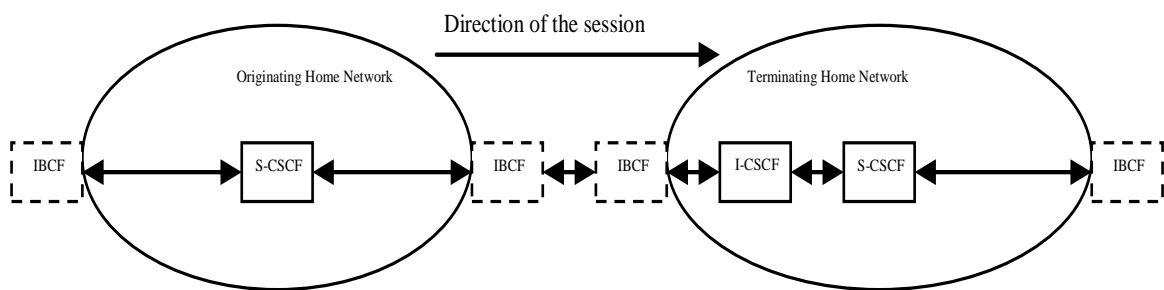 Direction of the session
Originating Home Network
Terminating Home Network
IBCF
S-CSCF
IBCF
IBCF
I-CSCF
S-CSCF
IBCF